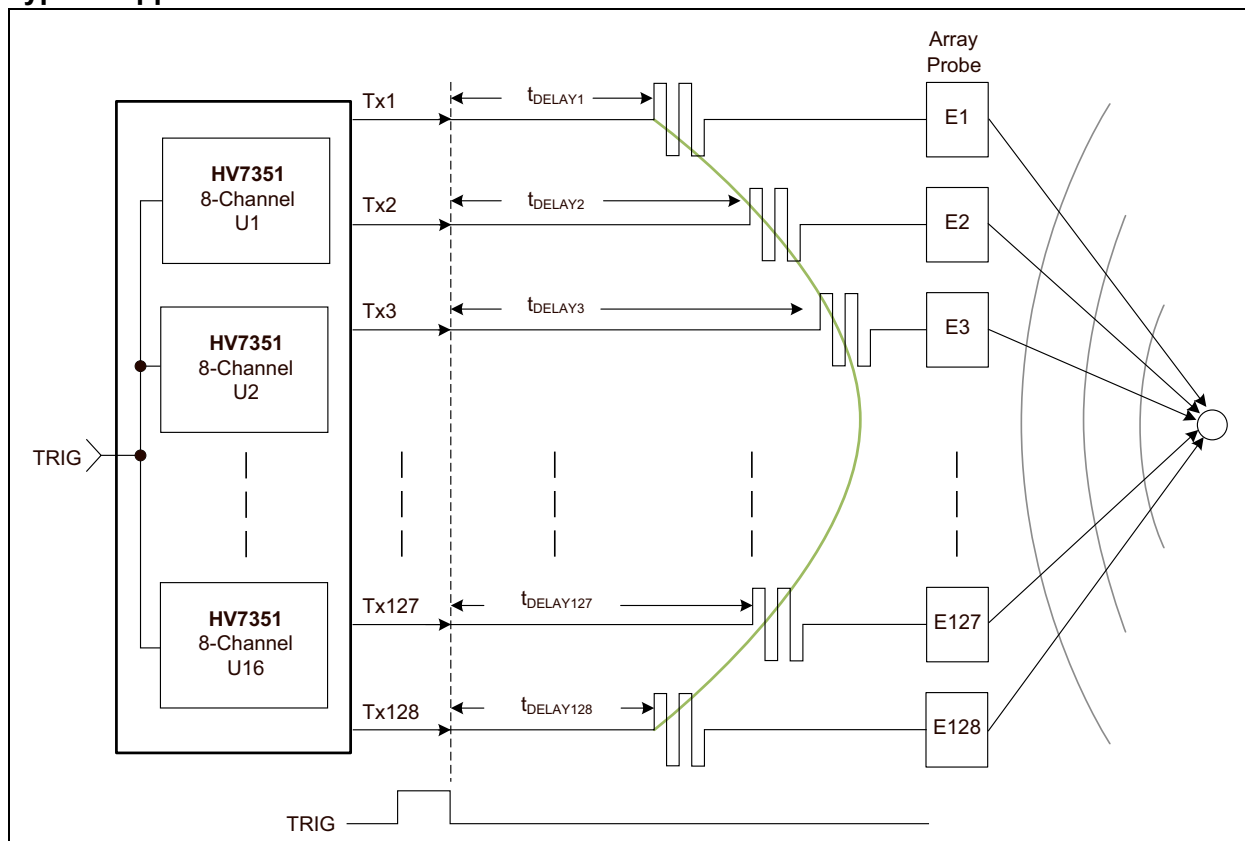 Array
Probe
Tx1
tDELAY1
E1
HV7351
8-Channel
U1
Tx2
tDELAY2
E2
Tx3
tDELAY3
E3
HV7351
8-Channel
U2
TRIG
HV7351
8-Channel
U16
Tx127
tDELAY127
E127
Tx128
tDELAY128
E128
TRIG